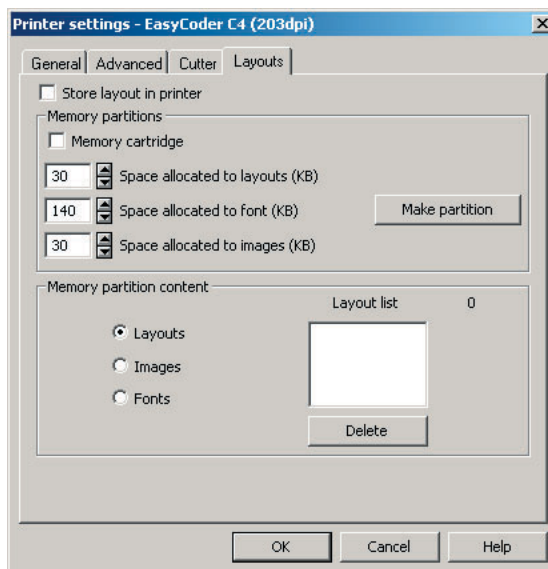 Printer settings - EasyCoder C4 (203dpi)
General Advanced Cutter Layouts
Store layout in printer
Memory partitions
Memory cartridge
30 Space allocated to layouts (KB)
140 Space allocated to font (KB) Make partition
30 Space allocated to images (KB)
Memory partition content
Layout list 0
Layouts
Images
Fonts
Delete
OK Cancel Help